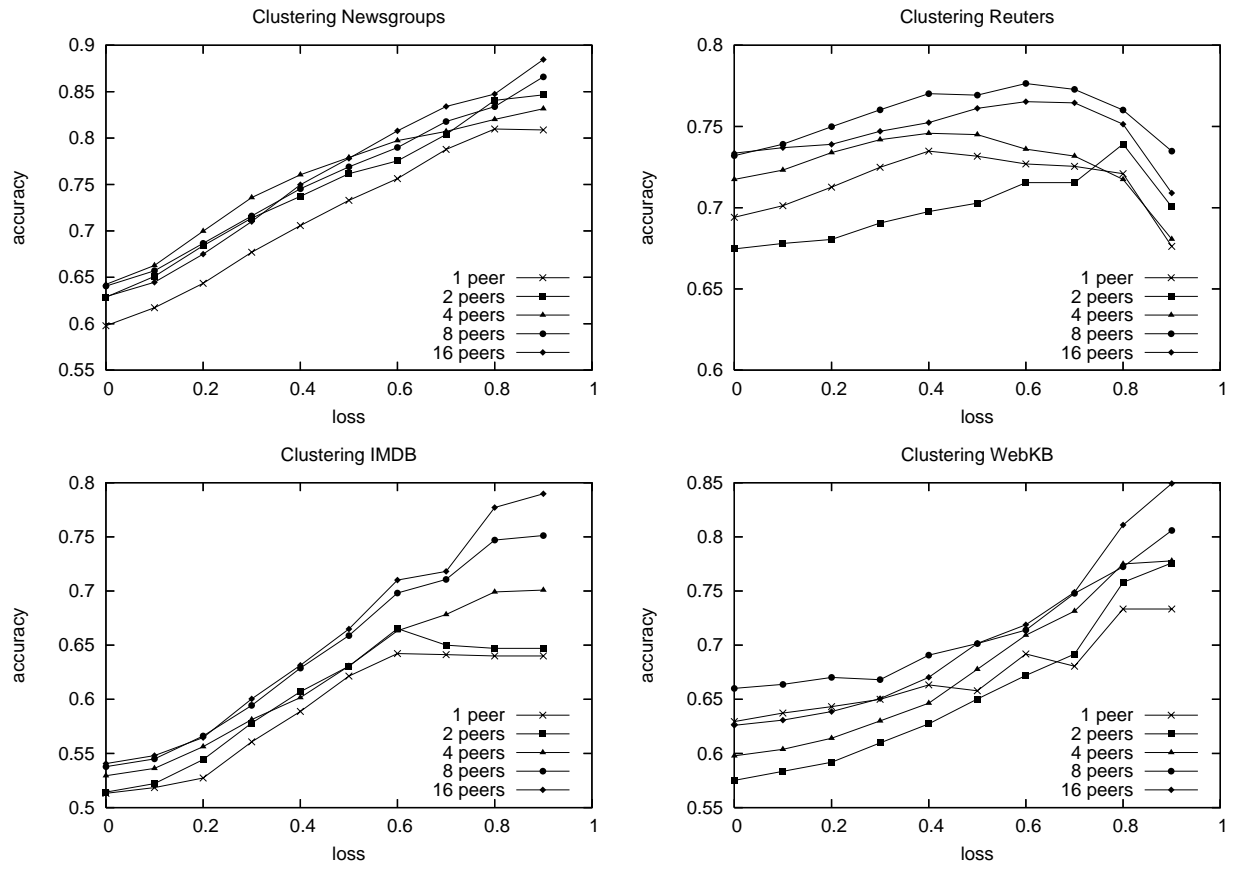 Clustering Newsgroups
0.9
0.85
0.8
0.75
0.7
0.65
0.6
0.55
accuracy
0
0.2
0.4
0.6
0.8
1
loss
1 peer
2 peers
4 peers
8 peers
16 peers
Clustering Reuters
0.8
0.75
0.7
0.65
0.6
accuracy
0
0.2
0.4
0.6
0.8
1
loss
1 peer
2 peers
4 peers
8 peers
16 peers
Clustering IMDB
0.8
0.75
0.7
0.65
0.6
0.55
0.5
accuracy
0
0.2
0.4
0.6
0.8
1
loss
1 peer
2 peers
4 peers
8 peers
16 peers
Clustering WebKB
0.85
0.8
0.75
0.7
0.65
0.6
0.55
accuracy
0
0.2
0.4
0.6
0.8
1
loss
1 peer
2 peers
4 peers
8 peers
16 peers